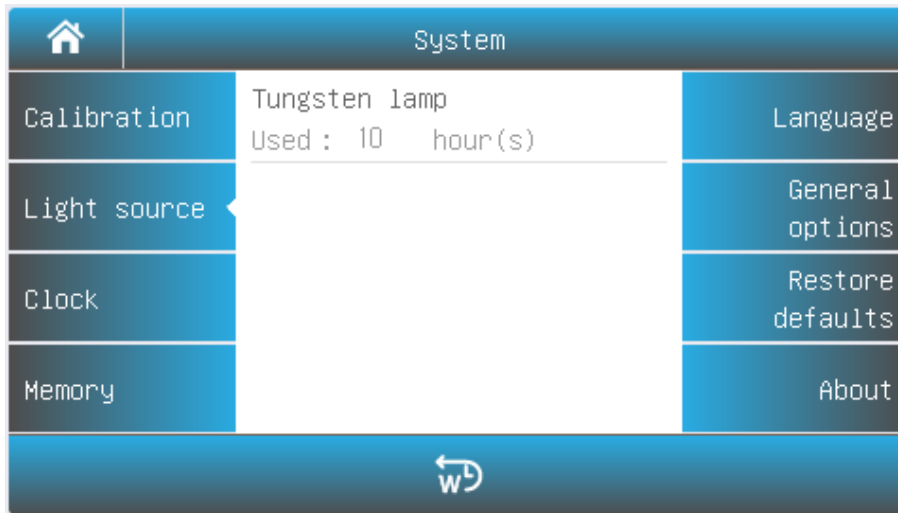 System
Calibration
Light source
Clock
Memory
Tungsten lamp
Used : 10 hour(s)
Language
General
options
Restore
defaults
About
W